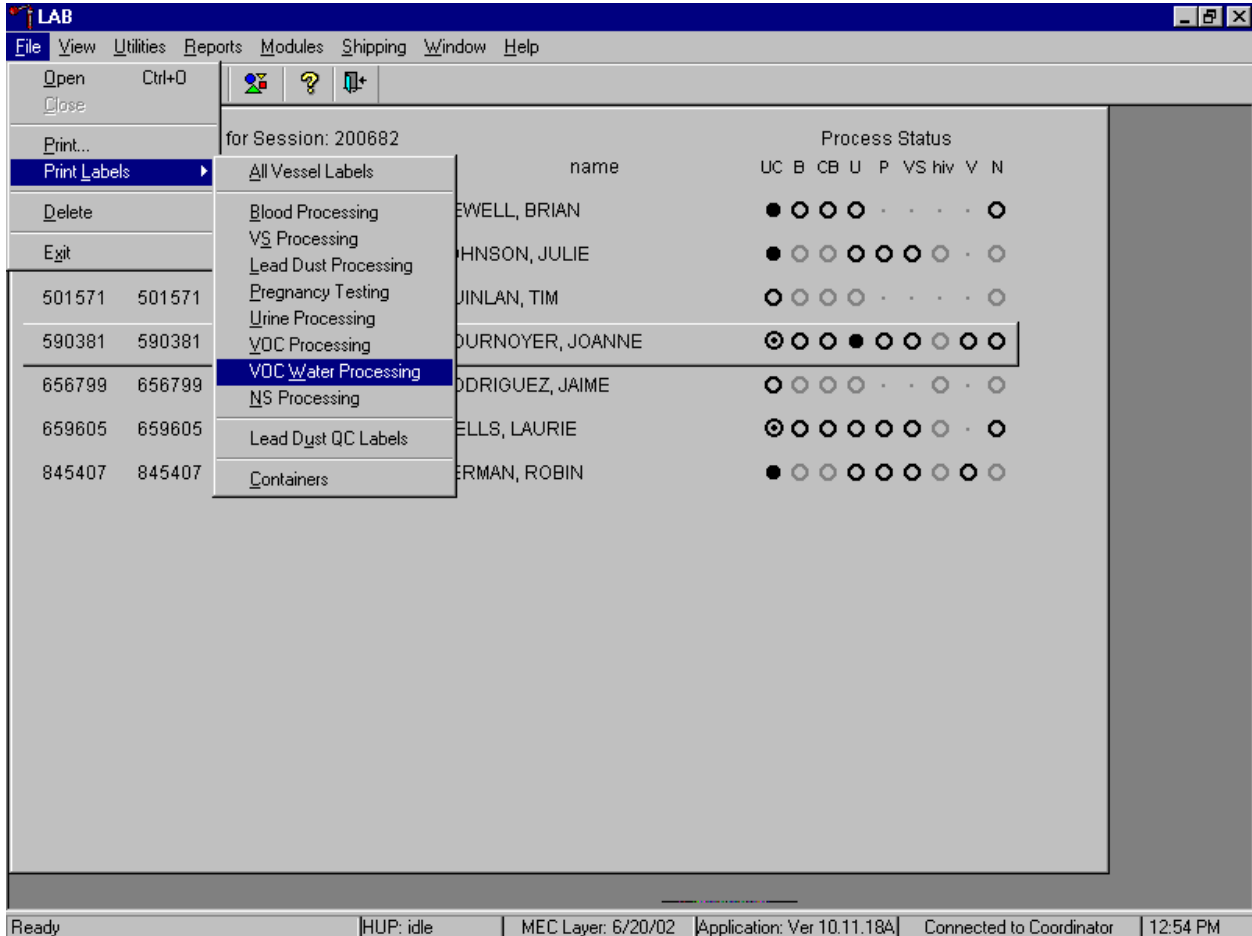 LAB
File View Utilities Reports Modules Shipping Window Help
Open Ctrl+O
Close
Print...
Print Labels
Delete
Exit
for Session: 200682
Process Status
name
UC B CB U P VS hiv V N
All Vessel Labels
Blood Processing
VS Processing
Lead Dust Processing
Pregnancy Testing
Urine Processing
VOC Processing
VOC Water Processing
NS Processing
Lead Dust QC Labels
Containers
EWELL, BRIAN
HNSON, JULIE
501571 501571 UINLAN, TIM
590381 590381 OURNOYER, JOANNE
656799 656799 ODRIGUEZ, JAIME
659605 659605 ELLS, LAURIE
845407 845407 ERMAN, ROBIN
Ready HUP: idle MEC Layer: 6/20/02 Application: Ver 10.11.18A Connected to Coordinator 12:54 PM